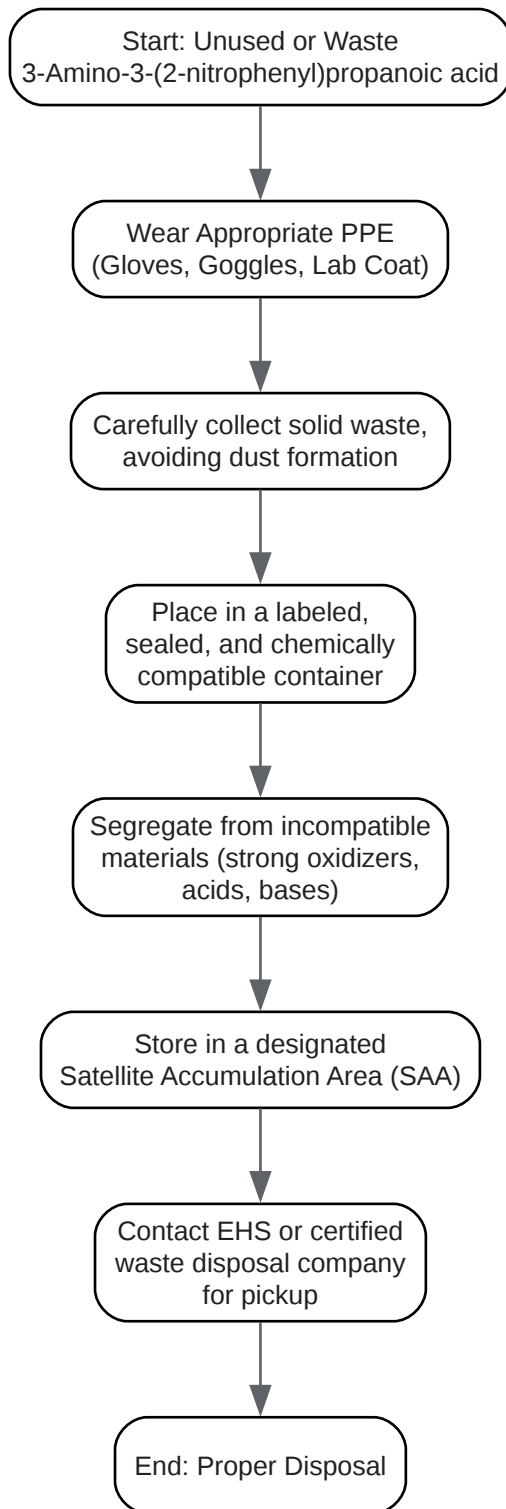 Start: Unused or Waste
3-Amino-3-(2-nitrophenyl)propanoic acid
Wear Appropriate PPE
(Gloves, Goggles, Lab Coat)
Carefully collect solid waste,
avoiding dust formation
Place in a labeled,
sealed, and chemically
compatible container
Segregate from incompatible
materials (strong oxidizers,
acids, bases)
Store in a designated
Satellite Accumulation Area (SAA)
Contact EHS or certified
waste disposal company
for pickup
End: Proper Disposal